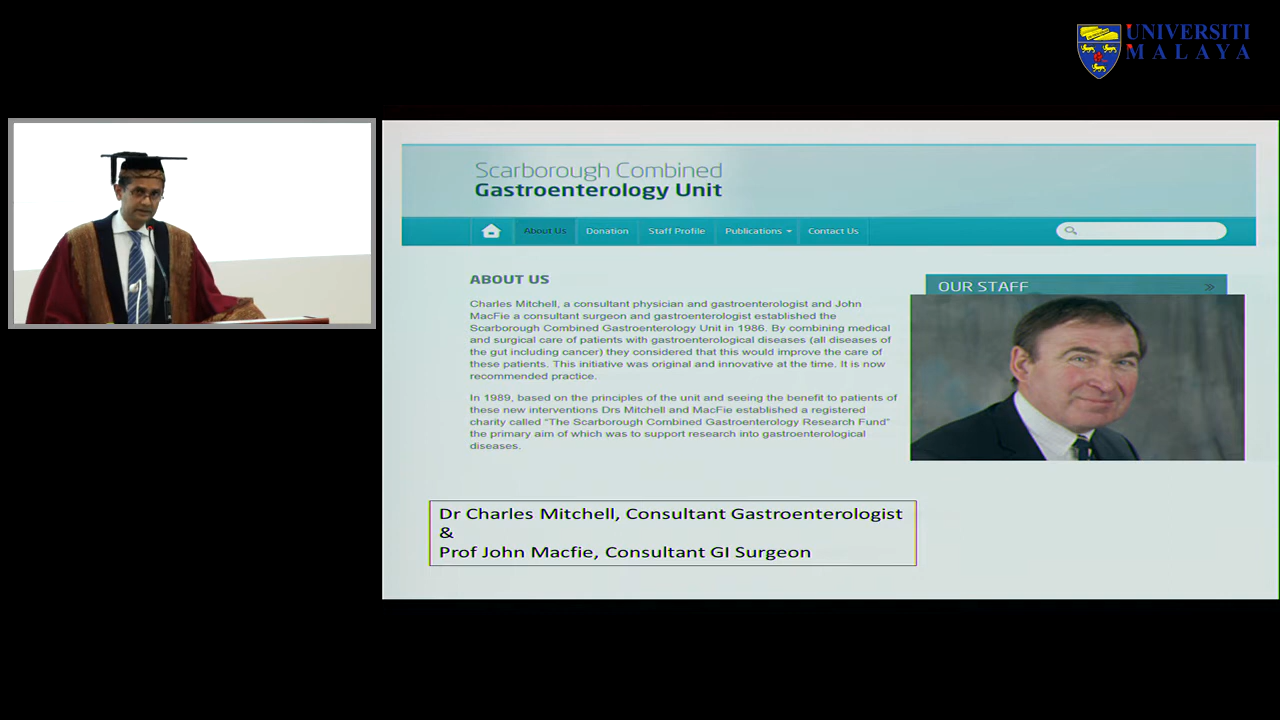 UNIVERSITI
MALAYA
Scarborough Combined
Gastroenterology Unit
About Us
Donation
Staff Profile
Publications
Contact Us
ABOUT US
Charles Mitchell, a consultant physician and gastroenterologist and John
MacFie a consultant surgeon and gastroenterologist established the
Scarborough Combined Gastroenterology Unit in 1986. By combining medical
and surgical care of patients with gastroenterological diseases (all diseases of
the gut including cancer) they considered that this would improve the care of
these patients. This initiative was original and innovative at the time. It is now
recommended practice.
In 1989, based on the principles of the unit and seeing the benefit to patients of
these new interventions Drs Mitchell and MacFie established a registered
charity called "The Scarborough Combined Gastroenterology Research Fund"
the primary aim of which was to support research into gastroenterological
diseases.
OUR STAFF
Dr Charles Mitchell, Consultant Gastroenterologist
&
Prof John Macfie, Consultant GI Surgeon